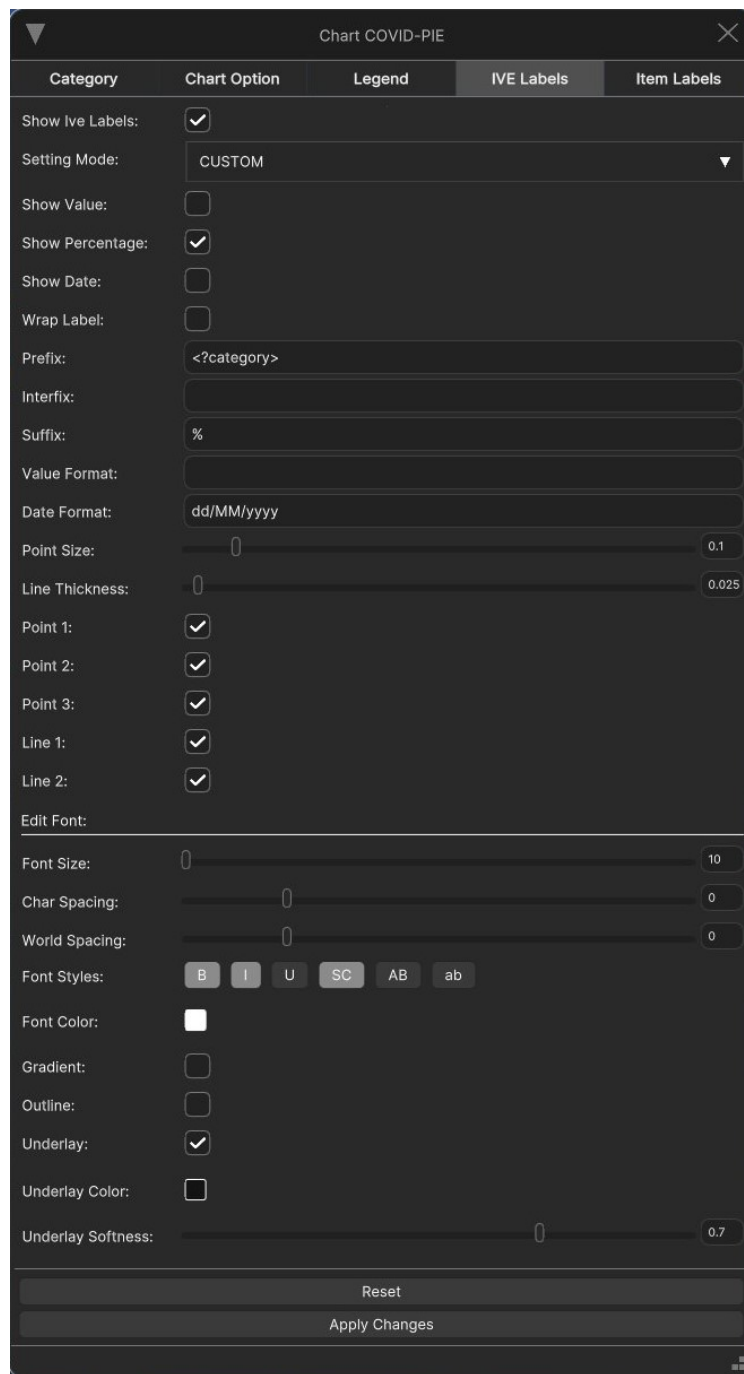 Chart COVID-PIE
Category Chart Option Legend IVE Labels Item Labels
Show Ive Labels:
Setting Mode: CUSTOM
Show Value:
Show Percentage:
Show Date:
Wrap Label:
Prefix: <?category>
Interfix:
Suffix: %
Value Format:
Date Format: dd/MM/yyyy
Point Size: 0.1
Line Thickness: 0.025
Point 1:
Point 2:
Point 3:
Line 1:
Line 2:
Edit Font:
Font Size: 10
Char Spacing: 0
World Spacing: 0
Font Styles: B I U SC AB ab
Font Color:
Gradient:
Outline:
Underlay:
Underlay Color:
Underlay Softness: 0.7
Reset
Apply Changes